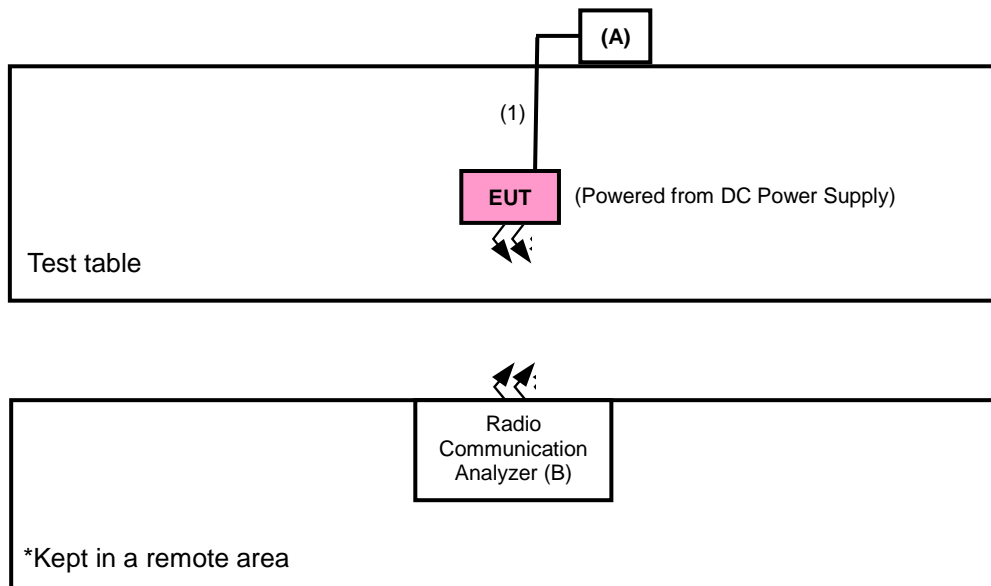 (A)
(1)
EUT
(Powered from DC Power Supply)
Test table
Radio
Communication
Analyzer (B)
*Kept in a remote area